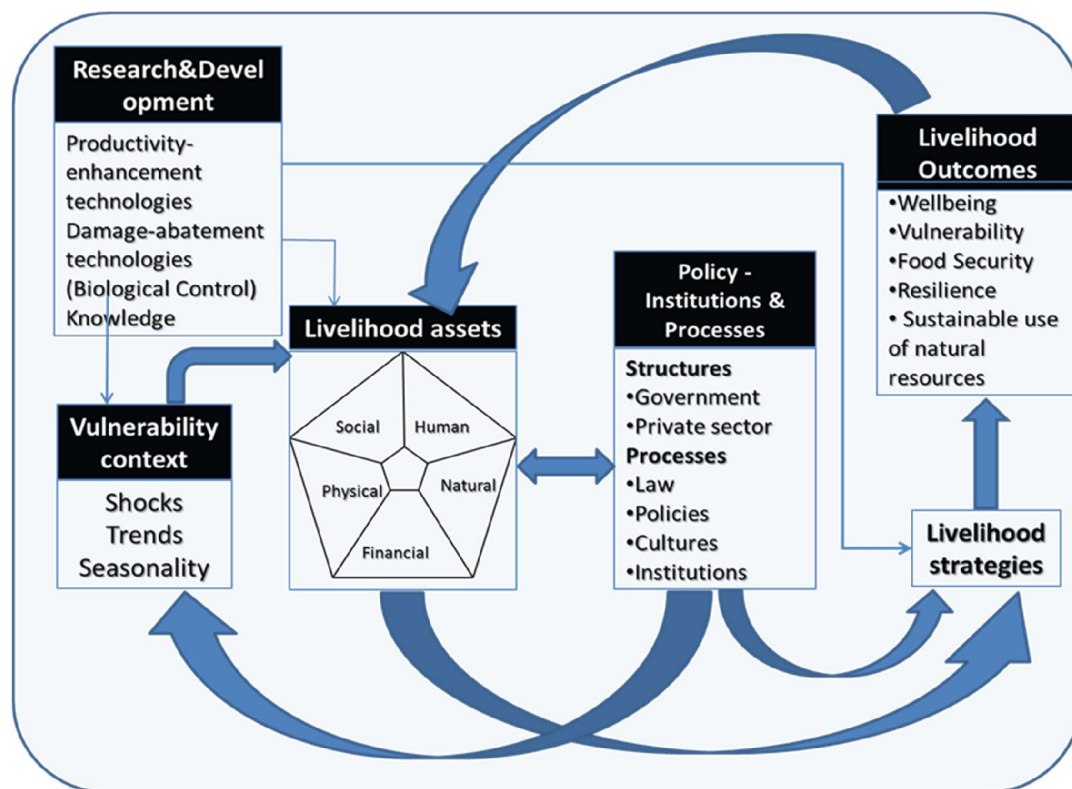 Research&Devel
opment
Productivity-
enhancement
technologies
Damage-abatement
technologies
(Biological Control)
Knowledge
Vulnerability
context
Shocks
Trends
Seasonality
Livelihood assets
Social
Human
Physical
Natural
Financial
Policy -
Institutions &
Processes
Structures
•Government
•Private sector
Processes
•Law
•Policies
•Cultures
•Institutions
Livelihood
Outcomes
•Wellbeing
•Vulnerability
•Food Security
•Resilience
• Sustainable use
of natural
resources
Livelihood
strategies